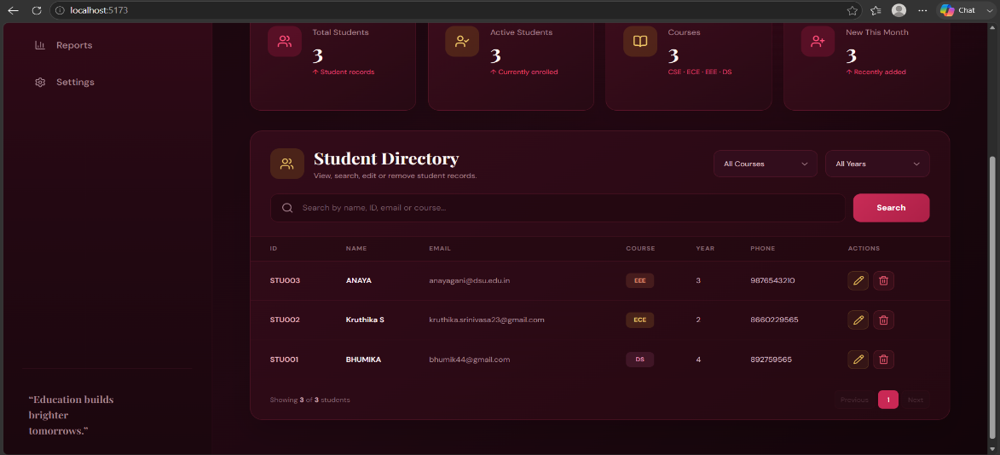 localhost:5173
Chat
Reports
Settings
Total Students
3
↑ Student records
Active Students
3
↑ Currently enrolled
Courses
3
CSE · ECE · EEE · DS
New This Month
3
↑ Recently added
Student Directory
View, search, edit or remove student records.
All Courses
All Years
Search by name, ID, email or course...
Search
ID NAME EMAIL COURSE YEAR PHONE ACTIONS
STU003 ANAYA anayagani@dsu.edu.in EEE 3 9876543210
STU002 Kruthika S kruthika.srinivasa23@gmail.com ECE 2 8660229565
STU001 BHUMIKA bhumik44@gmail.com DS 4 892759565
Showing 3 of 3 students
Previous 1 Next
“Education builds
brighter
tomorrows.”